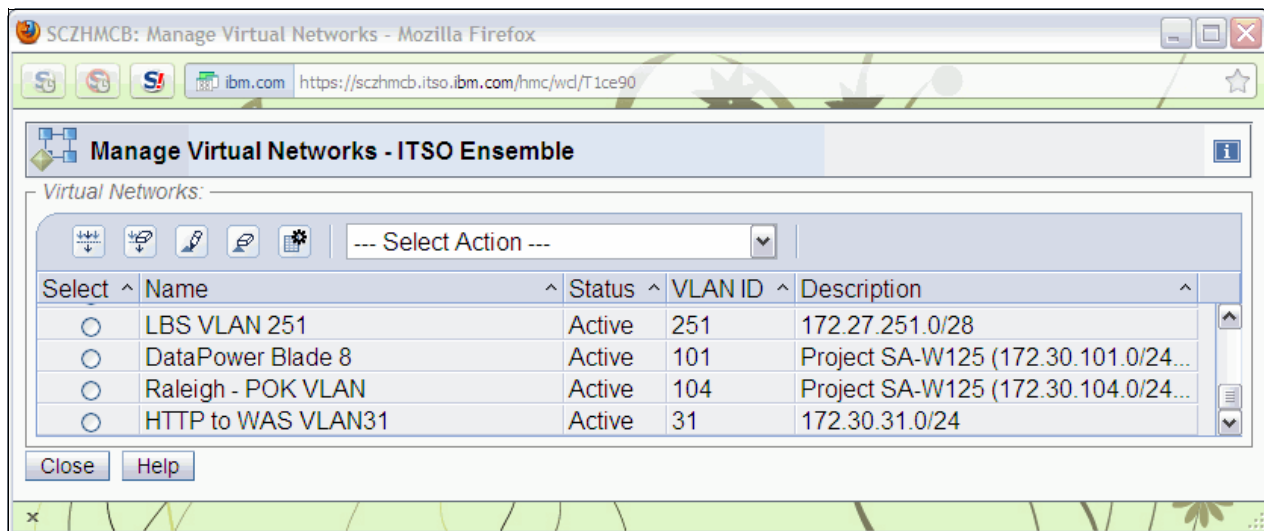 SCZHMCB: Manage Virtual Networks - Mozilla Firefox
S! ibm.com https://sczhmcb.itso.ibm.com/hmc/wcl/T1ce90
Manage Virtual Networks - ITSO Ensemble
i
Virtual Networks:
--- Select Action ---
Select ^ Name ^ Status ^ VLAN ID ^ Description ^
LBS VLAN 251 Active 251 172.27.251.0/28
DataPower Blade 8 Active 101 Project SA-W125 (172.30.101.0/24...
Raleigh - POK VLAN Active 104 Project SA-W125 (172.30.104.0/24...
HTTP to WAS VLAN31 Active 31 172.30.31.0/24
Close Help
x